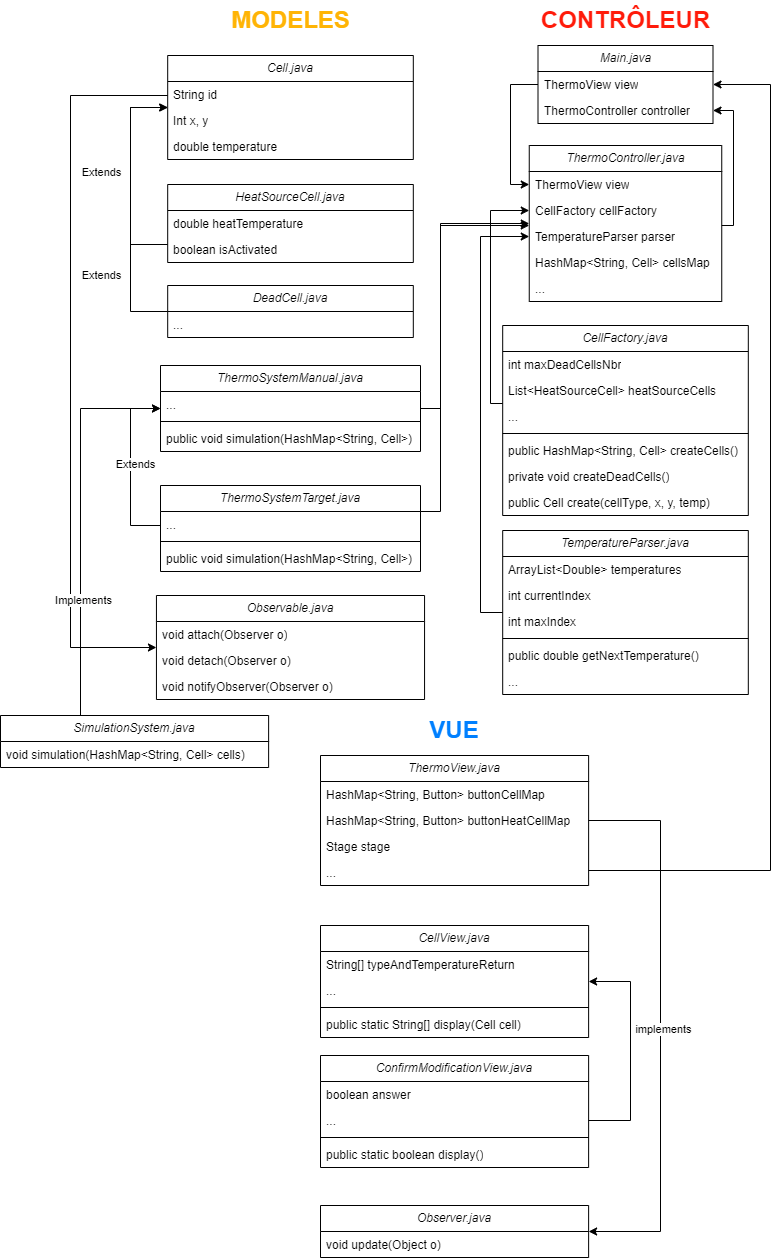 MODELES
Cell.java
String id
Int x, y
double temperature
Extends
HeatSourceCell.java
double heatTemperature
boolean isActivated
Extends
DeadCell.java
...
ThermoSystemManual.java
...
public void simulation(HashMap<String, Cell>)
Extends
ThermoSystemTarget.java
...
public void simulation(HashMap<String, Cell>)
Implements
Observable.java
void attach(Observer o)
void detach(Observer o)
void notifyObserver(Observer o)
SimulationSystem.java
void simulation(HashMap<String, Cell> cells)
CONTRÔLEUR
Main.java
ThermoView view
ThermoController controller
ThermoController.java
ThermoView view
CellFactory cellFactory
TemperatureParser parser
HashMap<String, Cell> cellsMap
...
CellFactory.java
int maxDeadCellsNbr
List<HeatSourceCell> heatSourceCells
...
public HashMap<String, Cell> createCells()
private void createDeadCells()
public Cell create(cellType, x, y, temp)
TemperatureParser.java
ArrayList<Double> temperatures
int currentIndex
int maxIndex
public double getNextTemperature()
...
VUE
ThermoView.java
HashMap<String, Button> buttonCellMap
HashMap<String, Button> buttonHeatCellMap
Stage stage
...
CellView.java
String[] typeAndTemperatureReturn
...
public static String[] display(Cell cell)
implements
ConfirmModificationView.java
boolean answer
...
public static boolean display()
Observer.java
void update(Object o)